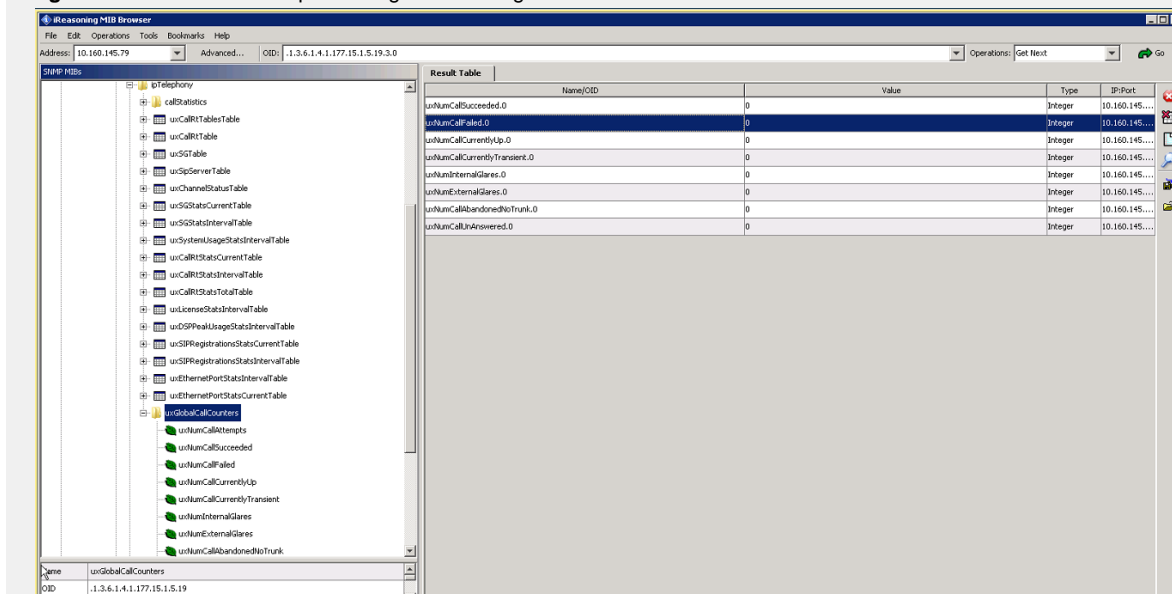 iReasoning MIB Browser
File Edit Operations Tools Bookmarks Help
Address: 10.160.145.79 Advanced... OID: .1.3.6.1.4.1.177.15.1.5.19.3.0 Operations: Get Next Go
SNMP MIBs
ipTelephony
callStatistics
uxCallRtTablesTable
uxCallRtTable
uxSGTable
uxSipServerTable
uxChannelStatusTable
uxSGStatsCurrentTable
uxSGStatsIntervalTable
uxSystemUsageStatsIntervalTable
uxCallRtStatsCurrentTable
uxCallRtStatsIntervalTable
uxCallRtStatsTotalTable
uxLicenseStatsIntervalTable
uxDSPPeakUsageStatsIntervalTable
uxSIPRegistrationsStatsCurrentTable
uxSIPRegistrationsStatsIntervalTable
uxEthernetPortStatsIntervalTable
uxEthernetPortStatsCurrentTable
uxGlobalCallCounters
uxNumCallAttempts
uxNumCallSucceeded
uxNumCallFailed
uxNumCallCurrentlyUp
uxNumCallCurrentlyTransient
uxNumInternalGlares
uxNumExternalGlares
uxNumCallAbandonedNoTrunk
Name uxGlobalCallCounters
OID .1.3.6.1.4.1.177.15.1.5.19
Result Table
Name/OID Value Type IP:Port
uxNumCallSucceeded.0 0 Integer 10.160.145....
uxNumCallFailed.0 0 Integer 10.160.145....
uxNumCallCurrentlyUp.0 0 Integer 10.160.145....
uxNumCallCurrentlyTransient.0 0 Integer 10.160.145....
uxNumInternalGlares.0 0 Integer 10.160.145....
uxNumExternalGlares.0 0 Integer 10.160.145....
uxNumCallAbandonedNoTrunk.0 0 Integer 10.160.145....
uxNumCallUnAnswered.0 0 Integer 10.160.145....